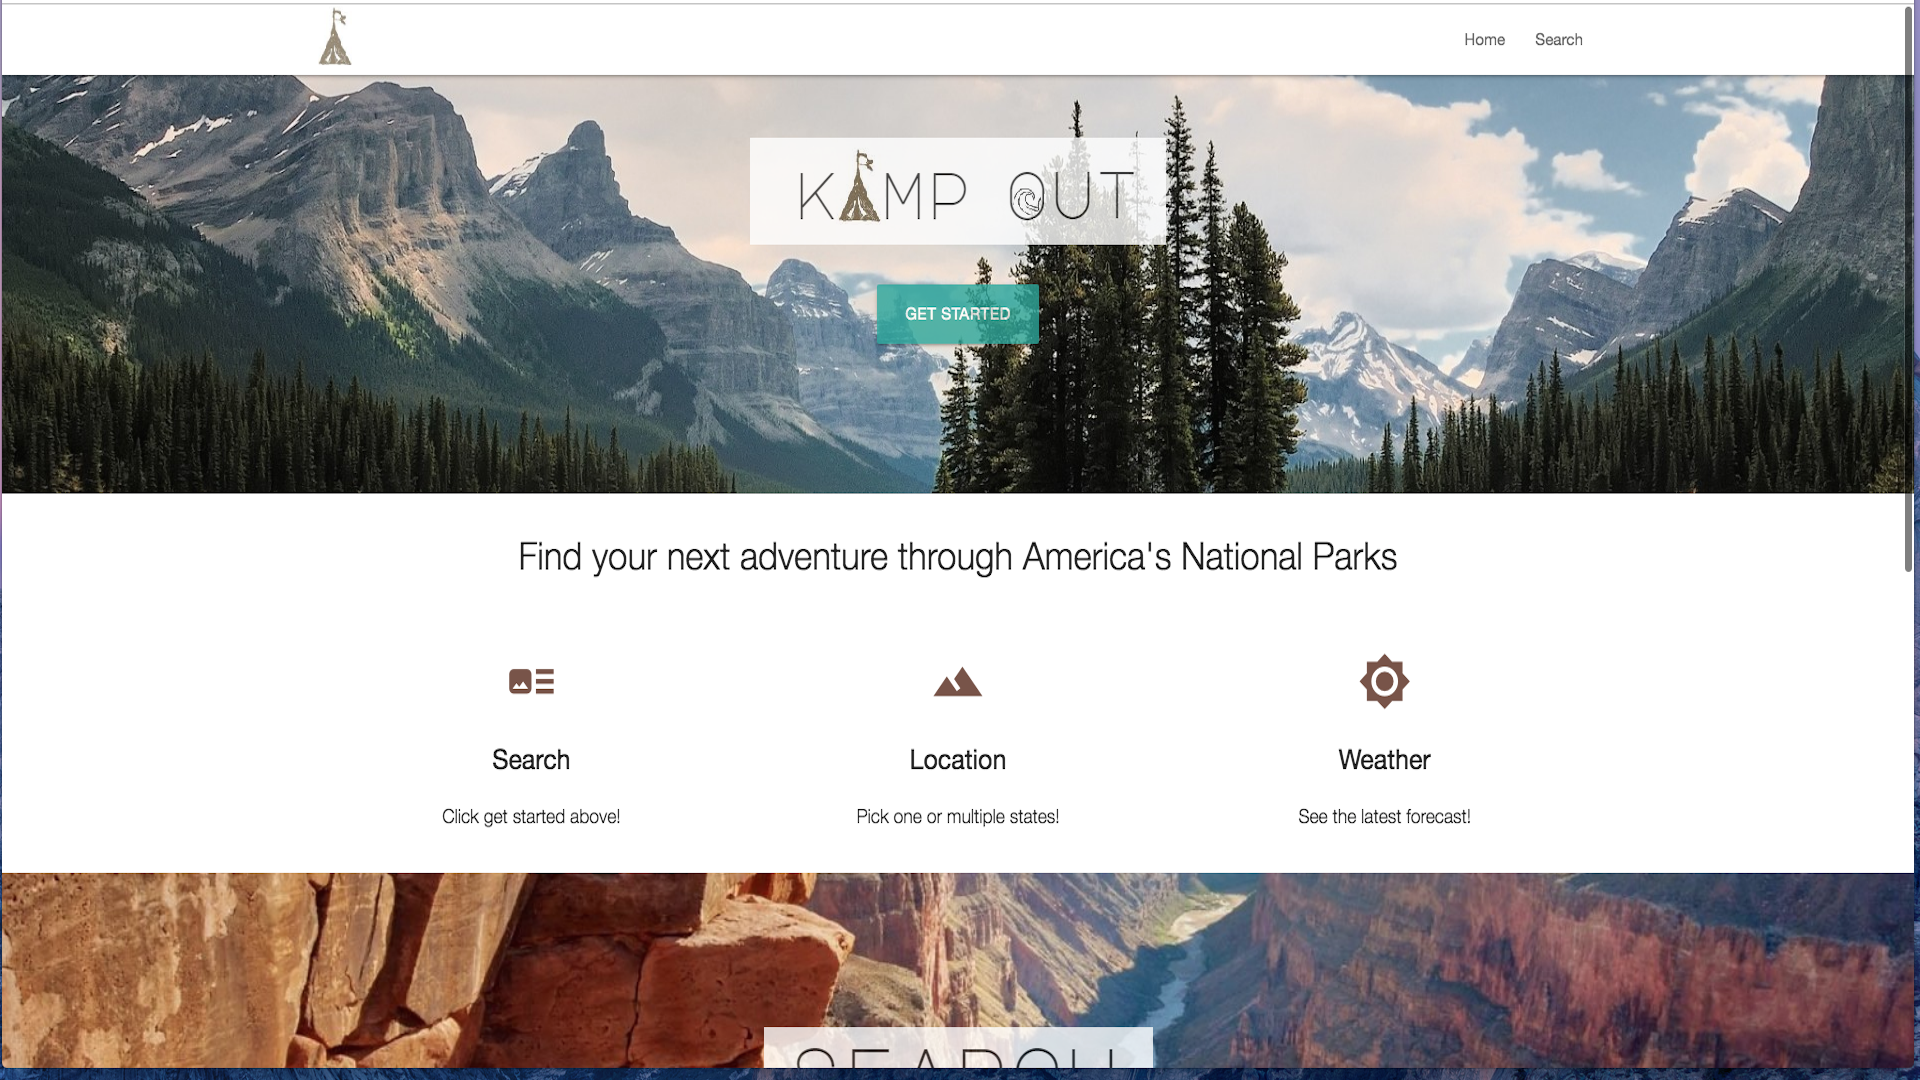 Home Search
KAMP OUT
GET STARTED
Find your next adventure through America's National Parks
Search
Location
Weather
Click get started above!
Pick one or multiple states!
See the latest forecast!
SEARCH